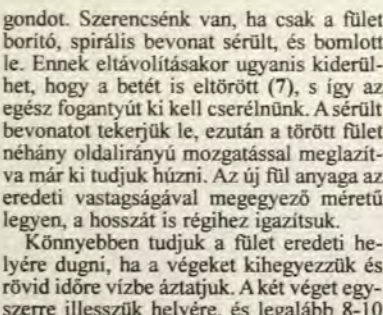 gondot. Szerencsénk van, ha csak a fület
borító, spirális bevonat sérült, és bomlott
le. Ennek eltávolításakor ugyanis kiderül-
het, hogy a betét is eltörött (7), s így az
egész fogantyút ki kell cserélnünk. A sérült
bevonatot tekerjük le, ezután a törött fület
néhány oldalirányú mozgatással meglazít-
va már ki tudjuk húzni. Az új fül anyaga az
eredeti vastagságával megegyező méretű
legyen, a hosszát is régihez igazítsuk.
Könnyebben tudjuk a fület eredeti he-
lyére dugni, ha a végeket kihegyezzük és
rövid időre vízbe áztatjuk. A két véget egy-
szerre illesszük helyére, és legalább 8-10